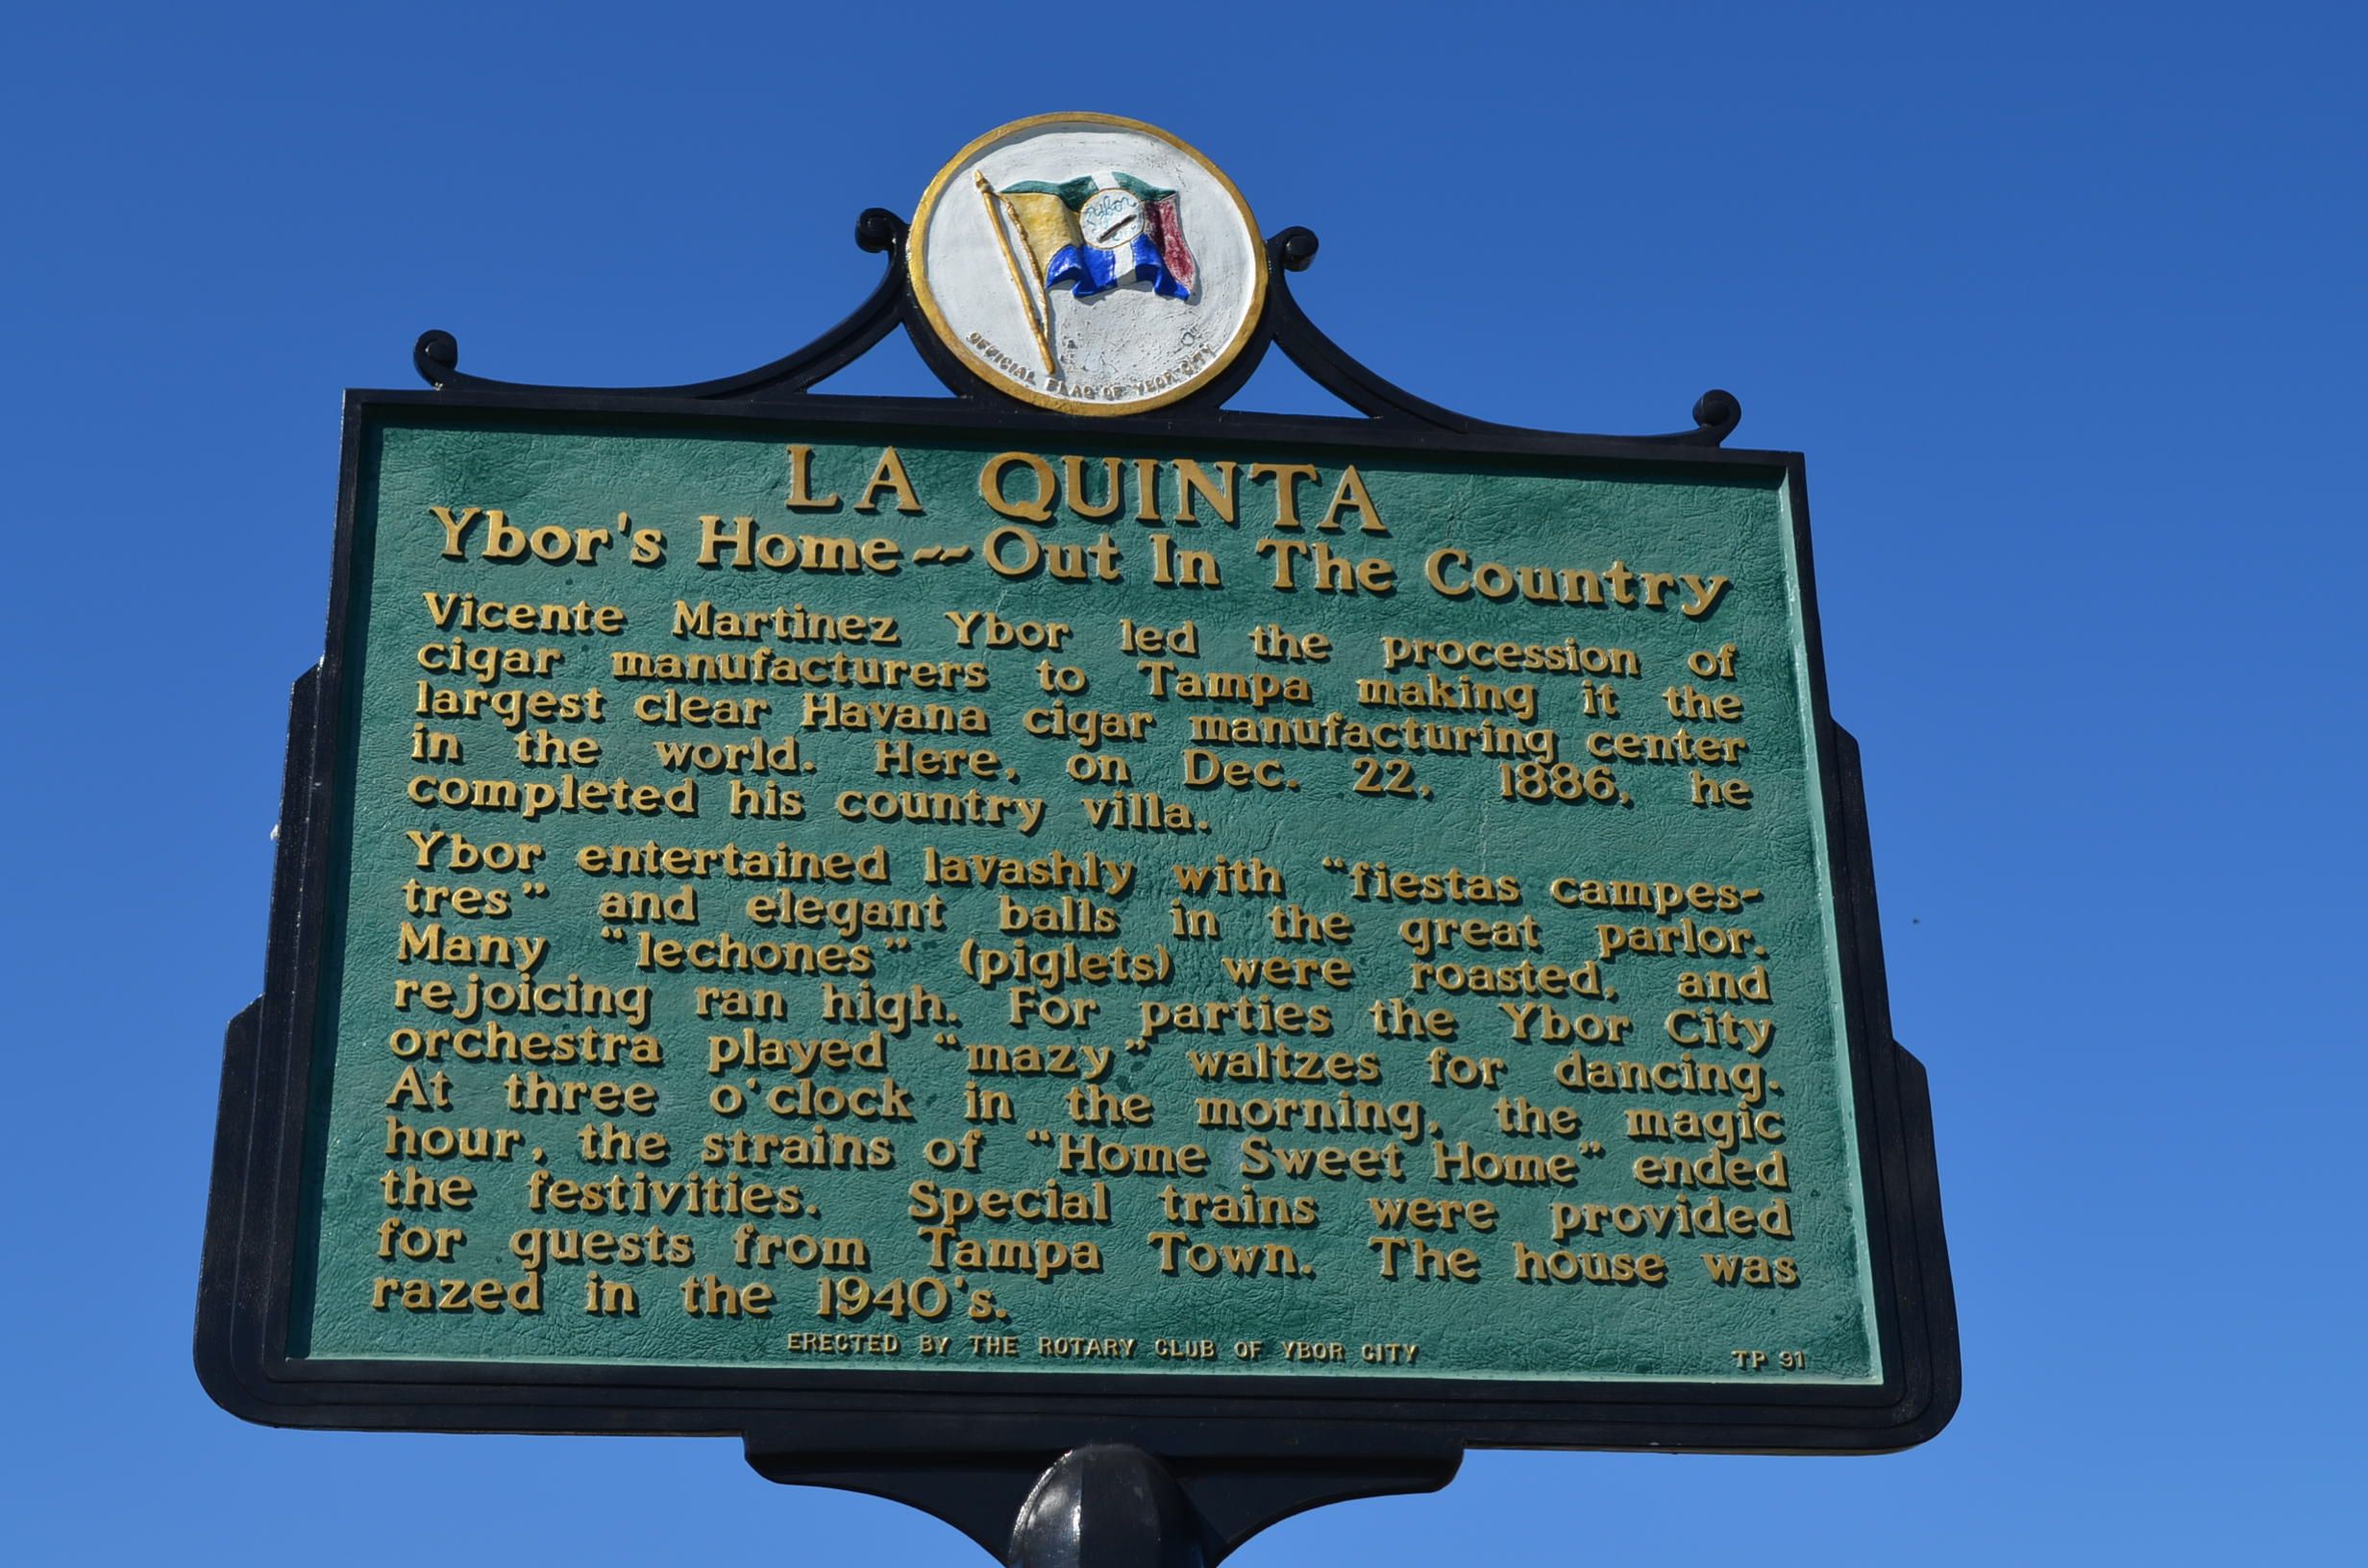 Ybor
OFFICIAL FLAG OF YBOR CITY
LA QUINTA
Ybor's Home--Out In The Country
Vicente Martinez Ybor led the procession of
cigar manufacturers to Tampa making it the
largest clear Havana cigar manufacturing center
in the world. Here, on Dec. 22, 1886, he
completed his country villa.
Ybor entertained lavashly with "fiestas campes-
tres" and elegant balls in the great parlor.
Many "lechones" (piglets) were roasted, and
rejoicing ran high. For parties the Ybor City
orchestra played "mazy" waltzes for dancing.
At three o'clock in the morning, the magic
hour, the strains of "Home Sweet Home" ended
the festivities. Special trains were provided
for guests from Tampa Town. The house was
razed in the 1940's.
ERECTED BY THE ROTARY CLUB OF YBOR CITY
TP 91